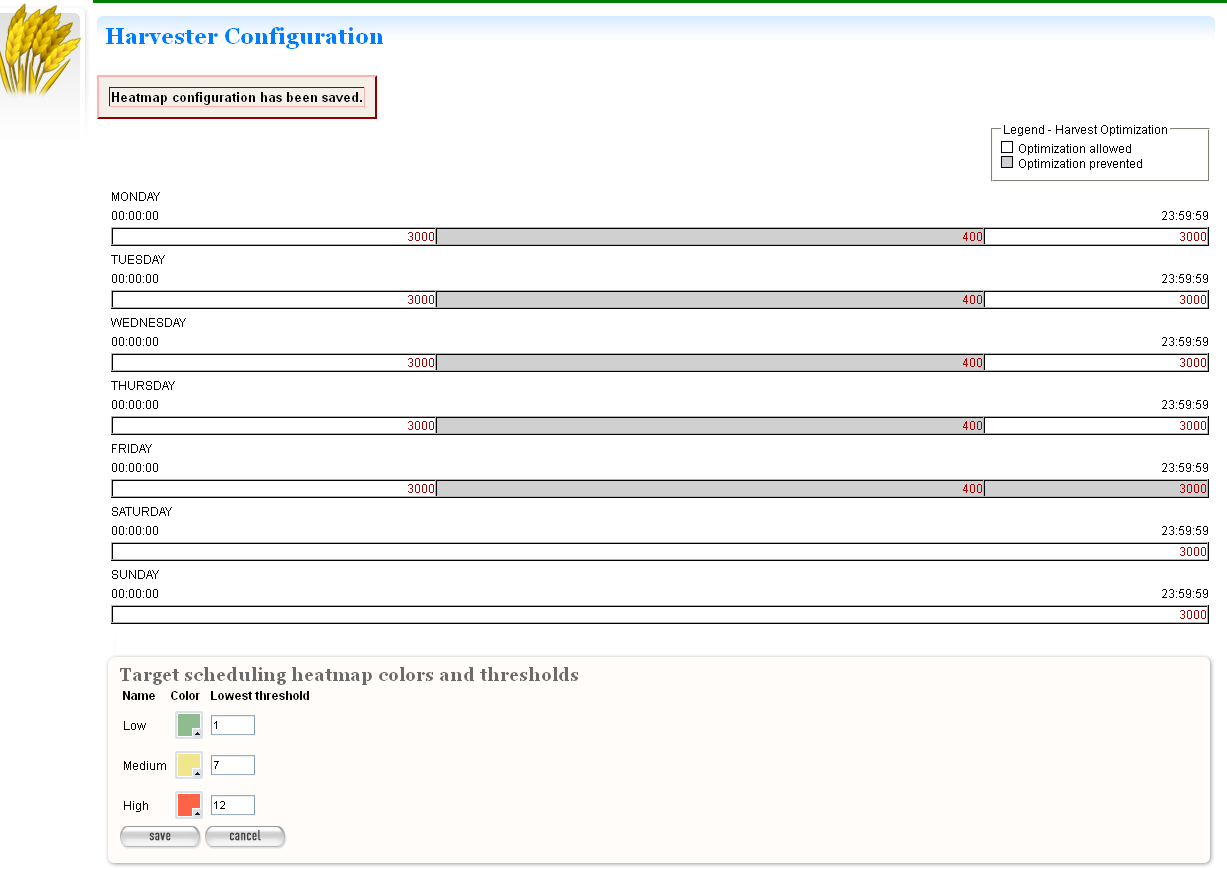 Harvester Configuration
Heatmap configuration has been saved.
Legend - Harvest Optimization
Optimization allowed
Optimization prevented
MONDAY
00:00:00 23:59:59
3000 400 3000
TUESDAY
00:00:00 23:59:59
3000 400 3000
WEDNESDAY
00:00:00 23:59:59
3000 400 3000
THURSDAY
00:00:00 23:59:59
3000 400 3000
FRIDAY
00:00:00 23:59:59
3000 400 3000
SATURDAY
00:00:00 23:59:59
3000
SUNDAY
00:00:00 23:59:59
3000
Target scheduling heatmap colors and thresholds
Name Color Lowest threshold
Low 1
Medium 7
High 12
save cancel